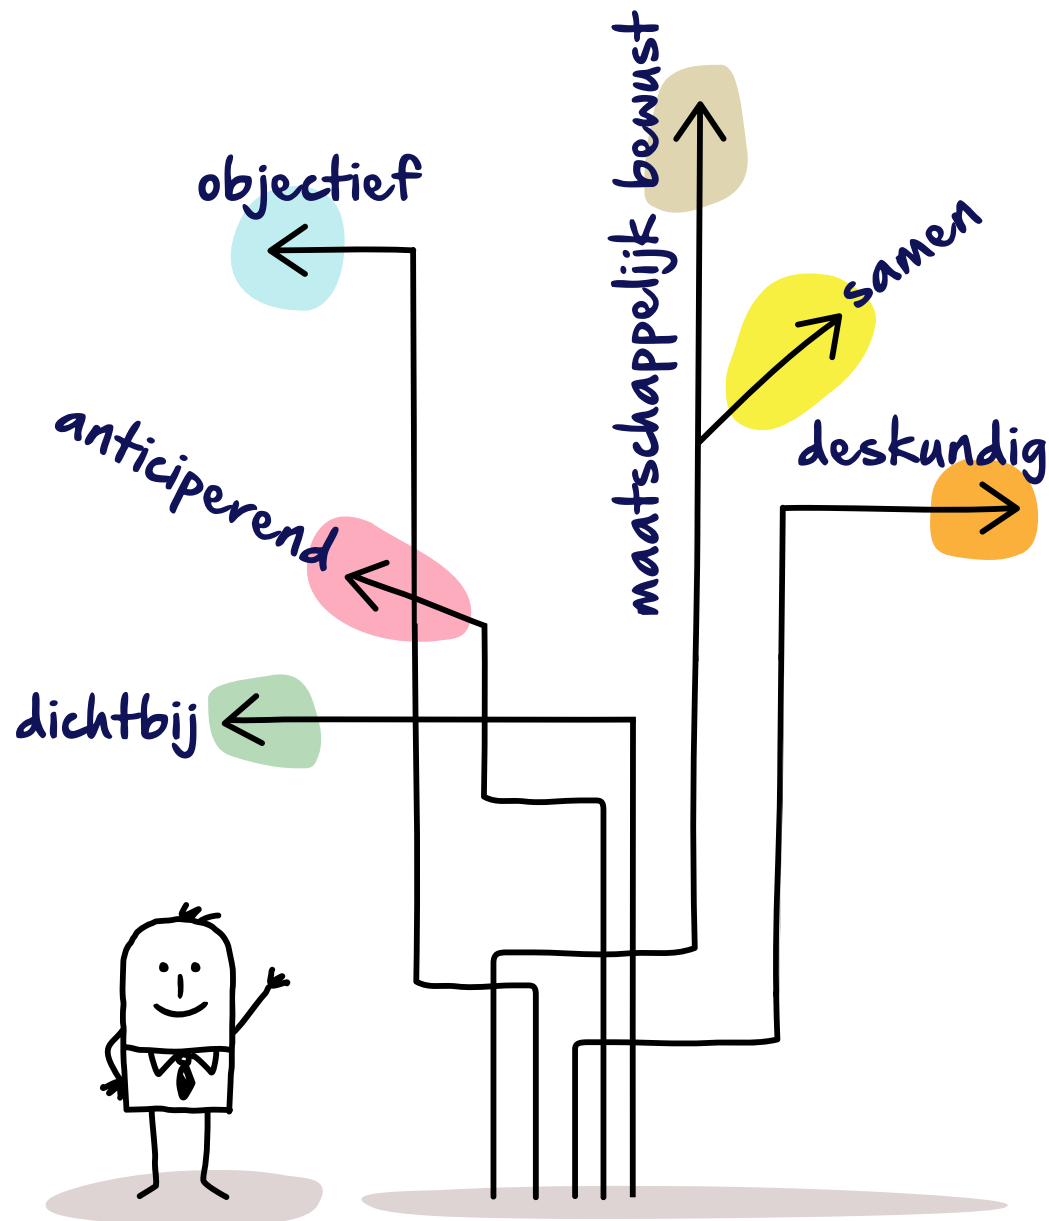 objectief
maatschappelijk bewust
samen
anticiperend
deskundig
dichtbij